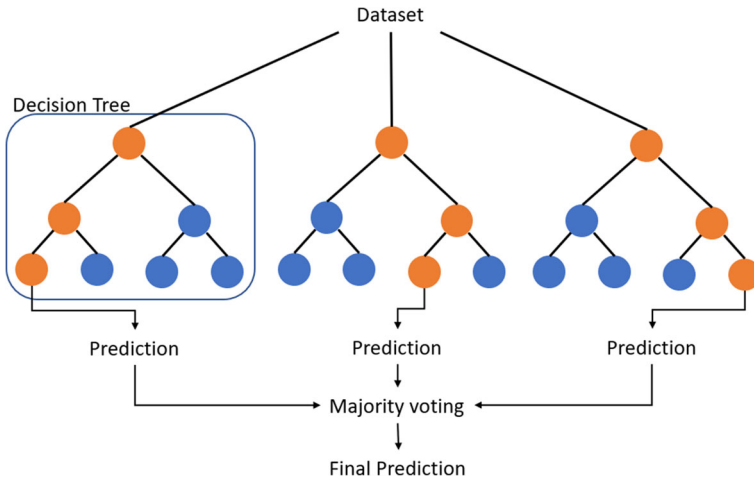 Dataset
Decision Tree
Prediction
Prediction
Prediction
Majority voting
Final Prediction